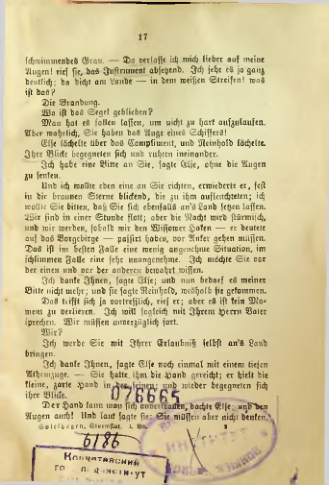 17
schwimmendes Grau. — Da verlasse ich mich lieber auf meine
Augen! rief sie, das Instrument absetzend. Ich sehe es ja ganz
deutlich; da dicht am Lande — in dem weißen Streifen! was
ist das?
Die Brandung.
Wo ist das Segel geblieben?
Man hat es fallen lassen, um nicht zu hart aufzulaufen.
Aber wahrlich, Sie haben das Auge eines Schiffers!
Else lächelte über das Compliment, und Reinhold lächelte.
Ihre Blicke begegneten sich und ruhten ineinander.
Ich habe eine Bitte an Sie, sagte Else, ohne die Augen
zu senken.
Und ich wollte eben eine an Sie richten, erwiederte er, fest
in die braunen Sterne blickend, die zu ihm aufleuchteten; ich
wollte Sie bitten, daß Sie sich ebenfalls an's Land setzen lassen.
Wir sind in einer Stunde flott; aber die Nacht wird stürmisch,
und wir werden, sobald wir den Wissower Haken — er deutete
auf das Vorgebirge — passirt haben, vor Anker gehen müssen.
Das ist im besten Falle eine wenig angenehme Situation, im
schlimmen Falle eine sehr unangenehme. Ich möchte Sie vor
der einen und vor der anderen bewahrt wissen.
Ich danke Ihnen, sagte Else; und nun bedarf es meiner
Bitte nicht mehr; und sie sagte Reinhold, weshalb sie gekommen.
Das trifft sich ja vortrefflich, rief er; aber es ist kein Mo-
ment zu verlieren. Ich will sogleich mit Ihrem Herrn Vater
sprechen. Wir müssen unverzüglich fort.
Wir?
Ich werde Sie mit Ihrer Erlaubniß selbst an's Land
bringen.
Ich danke Ihnen, sagte Else noch einmal mit einem tiefen
Athemzuge. — Sie hatte ihm die Hand gereicht; er hielt die
kleine, zarte Hand in der seinen; und wieder begegneten sich
ihre Blicke.
076665
Der Hand kann man sich anvertrauen, dachte Else; und den
Augen auch! Und laut sagte sie: Sie müssen aber nicht denken,
Spielhagen, Sturmflut. I. Bd. 2
6186